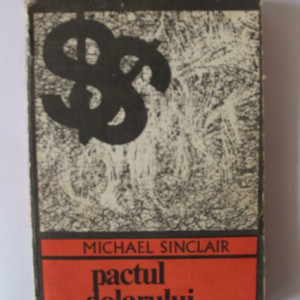 $$
MICHAEL SINCLAIR
pactul
dolarului